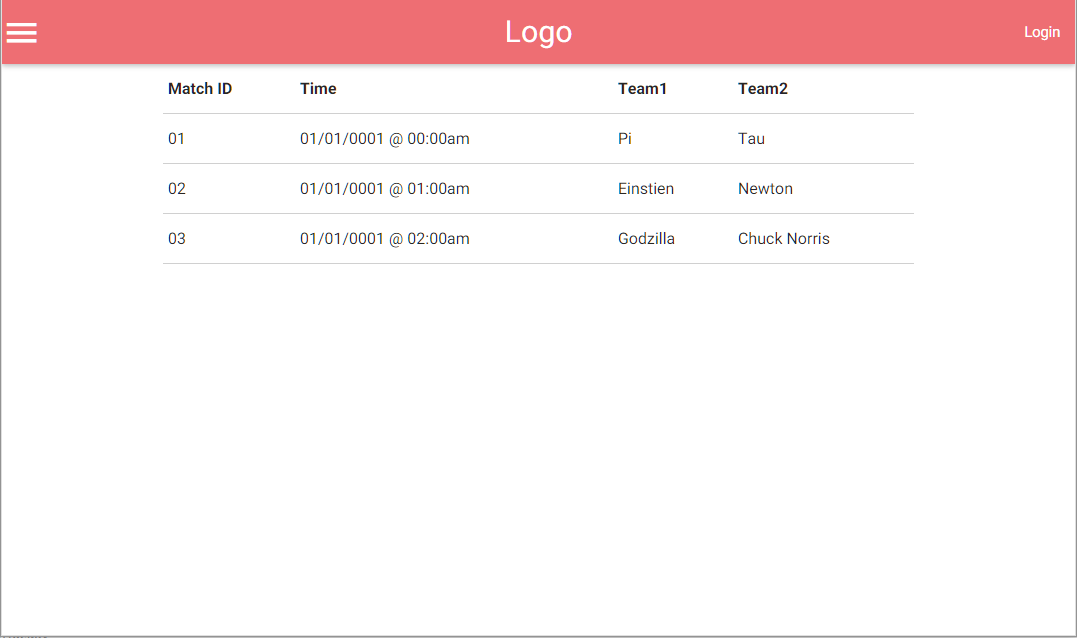 Logo Login
Match ID Time Team1 Team2
01 01/01/0001 @ 00:00am Pi Tau
02 01/01/0001 @ 01:00am Einstien Newton
03 01/01/0001 @ 02:00am Godzilla Chuck Norris